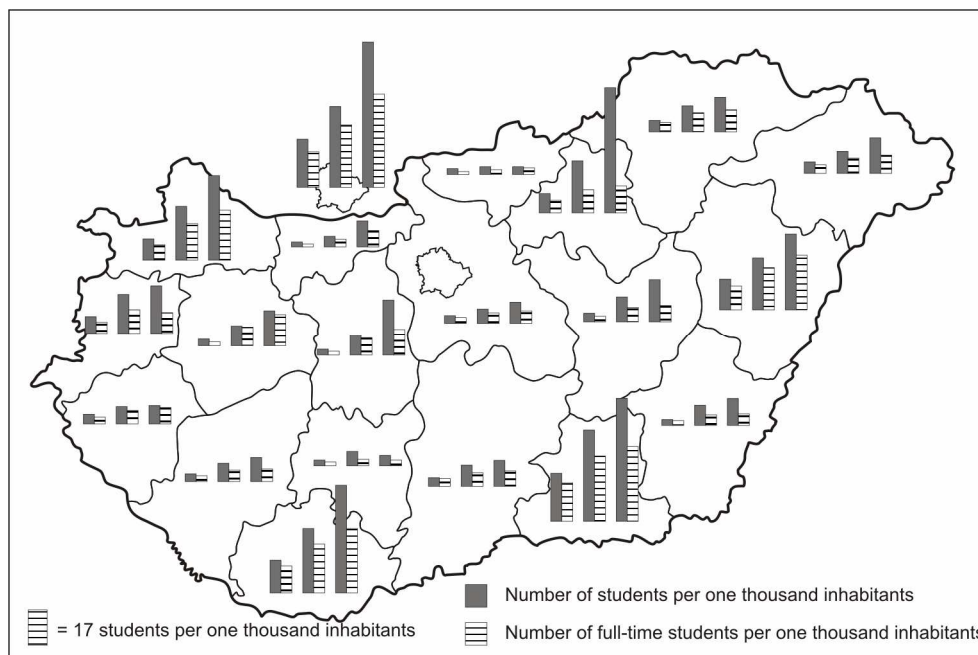 Number of students per one thousand inhabitants
= 17 students per one thousand inhabitants
Number of full-time students per one thousand inhabitants